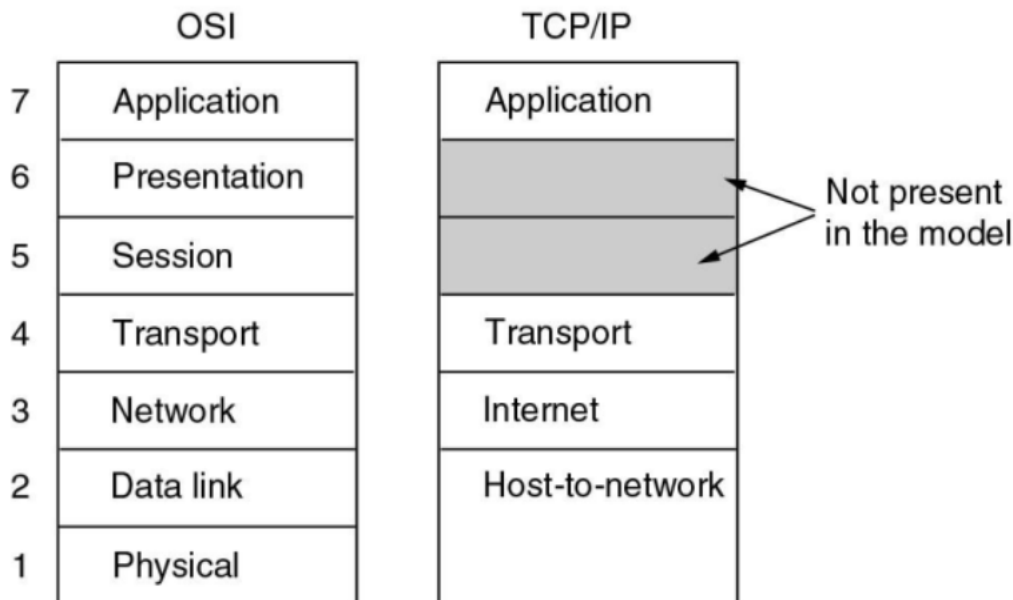 OSI TCP/IP
7 Application Application
6 Presentation
Not present
in the model
5 Session
4 Transport Transport
3 Network Internet
2 Data link Host-to-network
1 Physical